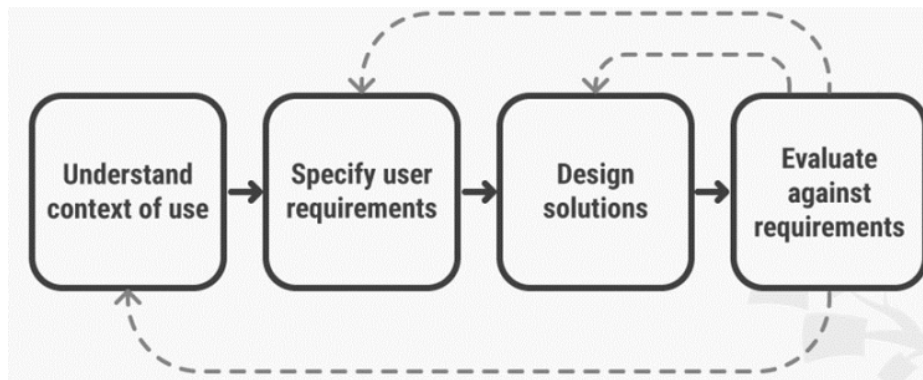 Understand
context of use
Specify user
requirements
Design
solutions
Evaluate
against
requirements